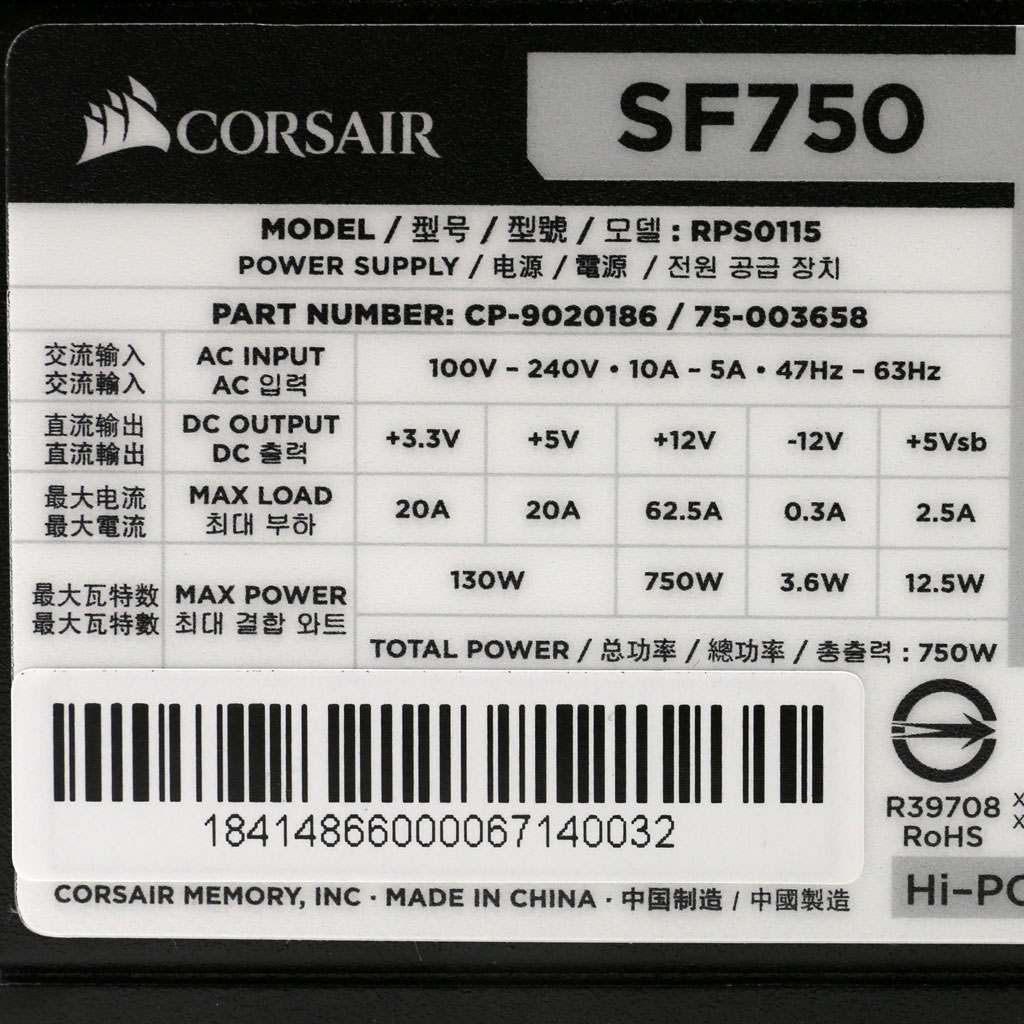 CORSAIR
SF750
MODEL / 型号 / 型號 / 모델 : RPS0115
POWER SUPPLY / 电源 / 電源 / 전원 공급 장치
PART NUMBER: CP-9020186 / 75-003658
交流输入
交流輸入
AC INPUT
AC 입력
100V – 240V • 10A – 5A • 47Hz – 63Hz
直流输出
直流輸出
DC OUTPUT
DC 출력
+3.3V +5V +12V -12V +5Vsb
最大电流
最大電流
MAX LOAD
최대 부하
20A 20A 62.5A 0.3A 2.5A
最大瓦特数
最大瓦特數
MAX POWER
최대 결합 와트
130W 750W 3.6W 12.5W
TOTAL POWER / 总功率 / 總功率 / 총출력 : 750W
18414866000067140032
R39708
RoHS
CORSAIR MEMORY, INC · MADE IN CHINA · 中国制造 / 中國製造